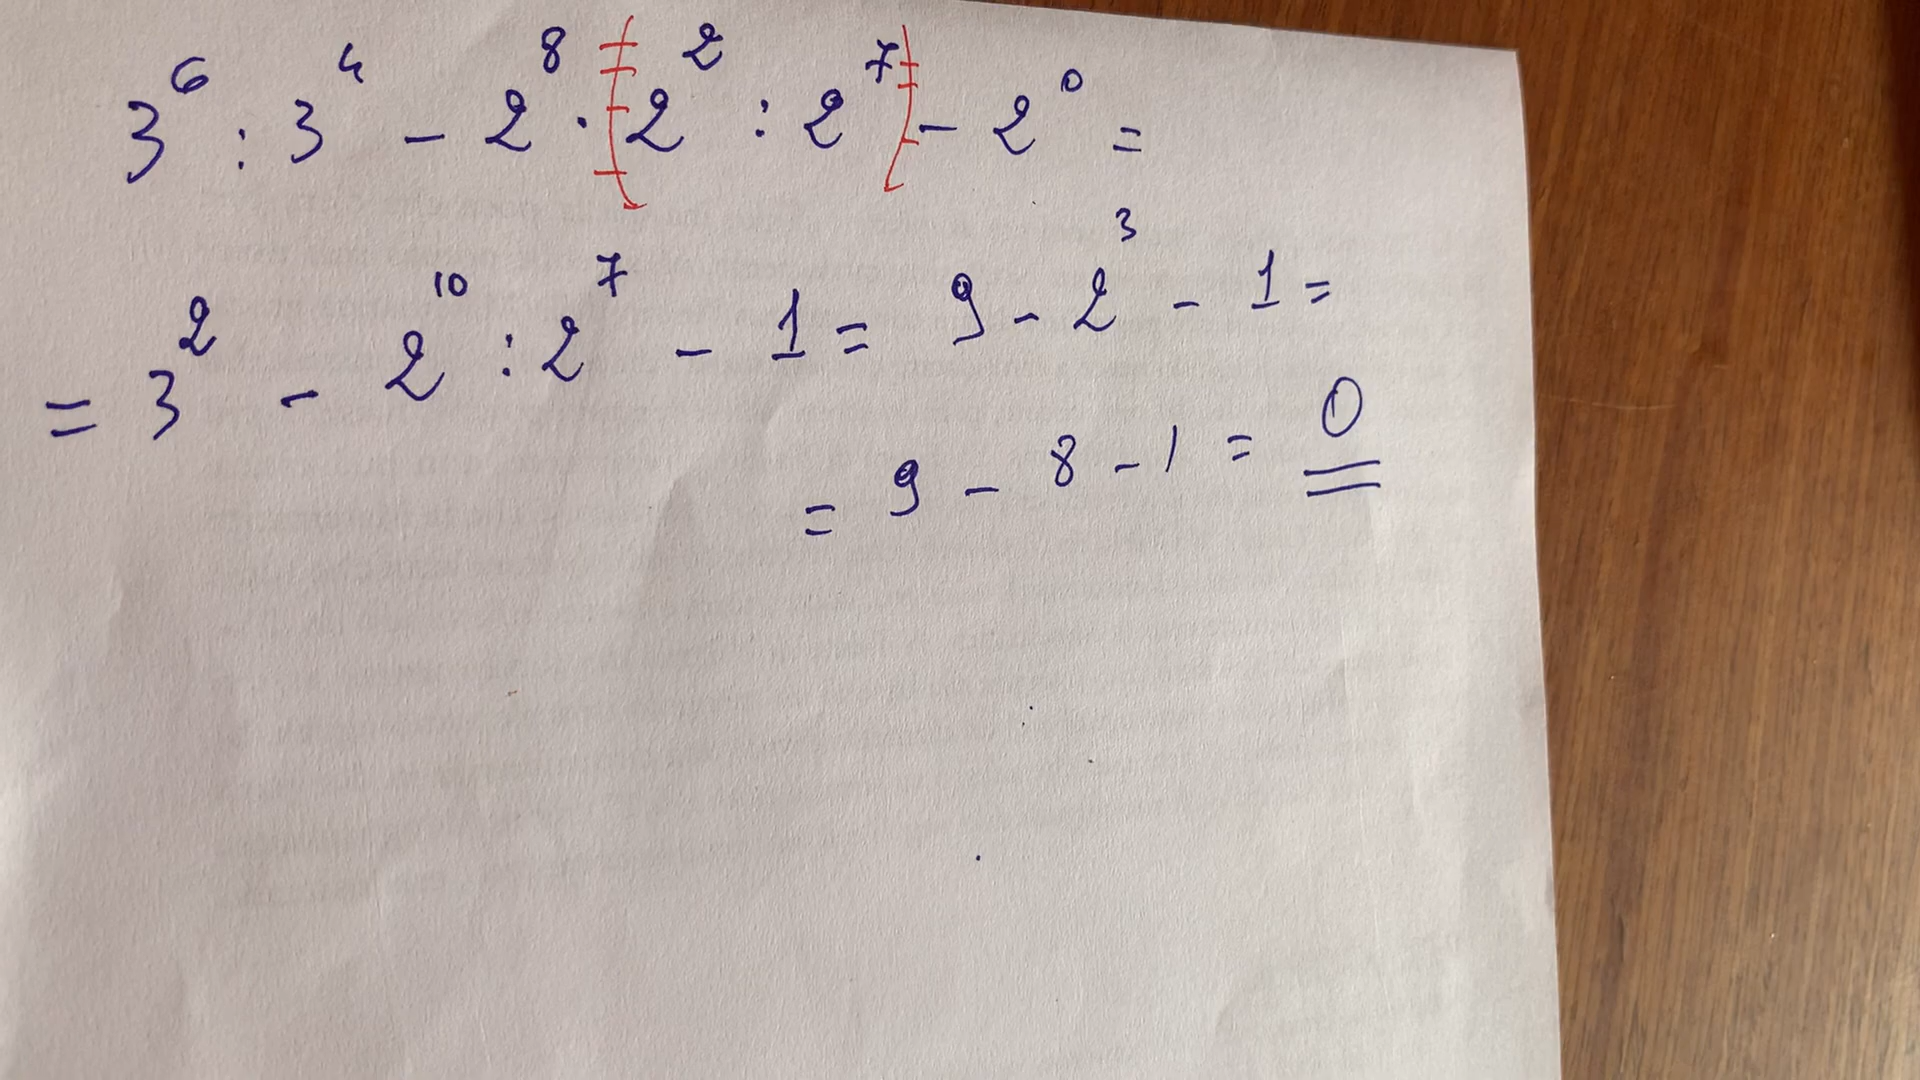 3⁶ : 3⁴ - 2⁸ · (2² : 2⁷) - 2⁰ =
= 3² - 2¹⁰ : 2⁷ - 1 = 9 - 2³ - 1 =
= 9 - 8 - 1 = 0